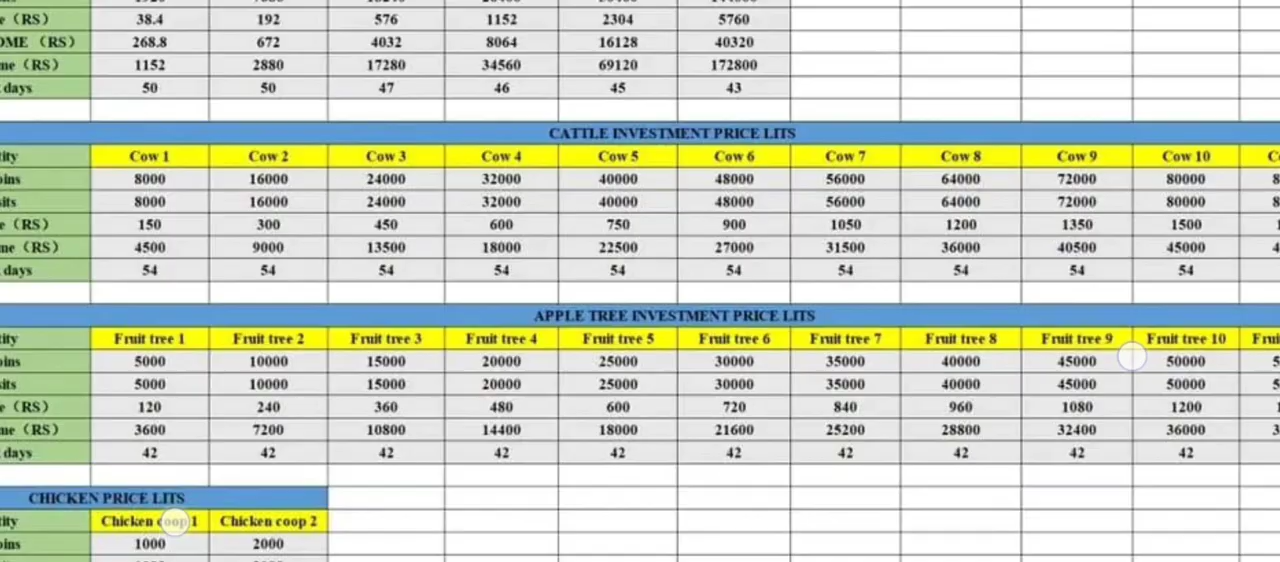 e（RS） 38.4 192 576 1152 2304 5760
OME （RS） 268.8 672 4032 8064 16128 40320
me（RS） 1152 2880 17280 34560 69120 172800
days 50 50 47 46 45 43
CATTLE INVESTMENT PRICE LITS
tity Cow 1 Cow 2 Cow 3 Cow 4 Cow 5 Cow 6 Cow 7 Cow 8 Cow 9 Cow 10
oins 8000 16000 24000 32000 40000 48000 56000 64000 72000 80000 8
sits 8000 16000 24000 32000 40000 48000 56000 64000 72000 80000 8
e（RS） 150 300 450 600 750 900 1050 1200 1350 1500 1
me（RS） 4500 9000 13500 18000 22500 27000 31500 36000 40500 45000 4
days 54 54 54 54 54 54 54 54 54 54
APPLE TREE INVESTMENT PRICE LITS
tity Fruit tree 1 Fruit tree 2 Fruit tree 3 Fruit tree 4 Fruit tree 5 Fruit tree 6 Fruit tree 7 Fruit tree 8 Fruit tree 9 Fruit tree 10 Frui
oins 5000 10000 15000 20000 25000 30000 35000 40000 45000 50000 5
sits 5000 10000 15000 20000 25000 30000 35000 40000 45000 50000 5
e（RS） 120 240 360 480 600 720 840 960 1080 1200 1
me（RS） 3600 7200 10800 14400 18000 21600 25200 28800 32400 36000 3
days 42 42 42 42 42 42 42 42 42 42
CHICKEN PRICE LITS
tity Chicken coop 1 Chicken coop 2
oins 1000 2000